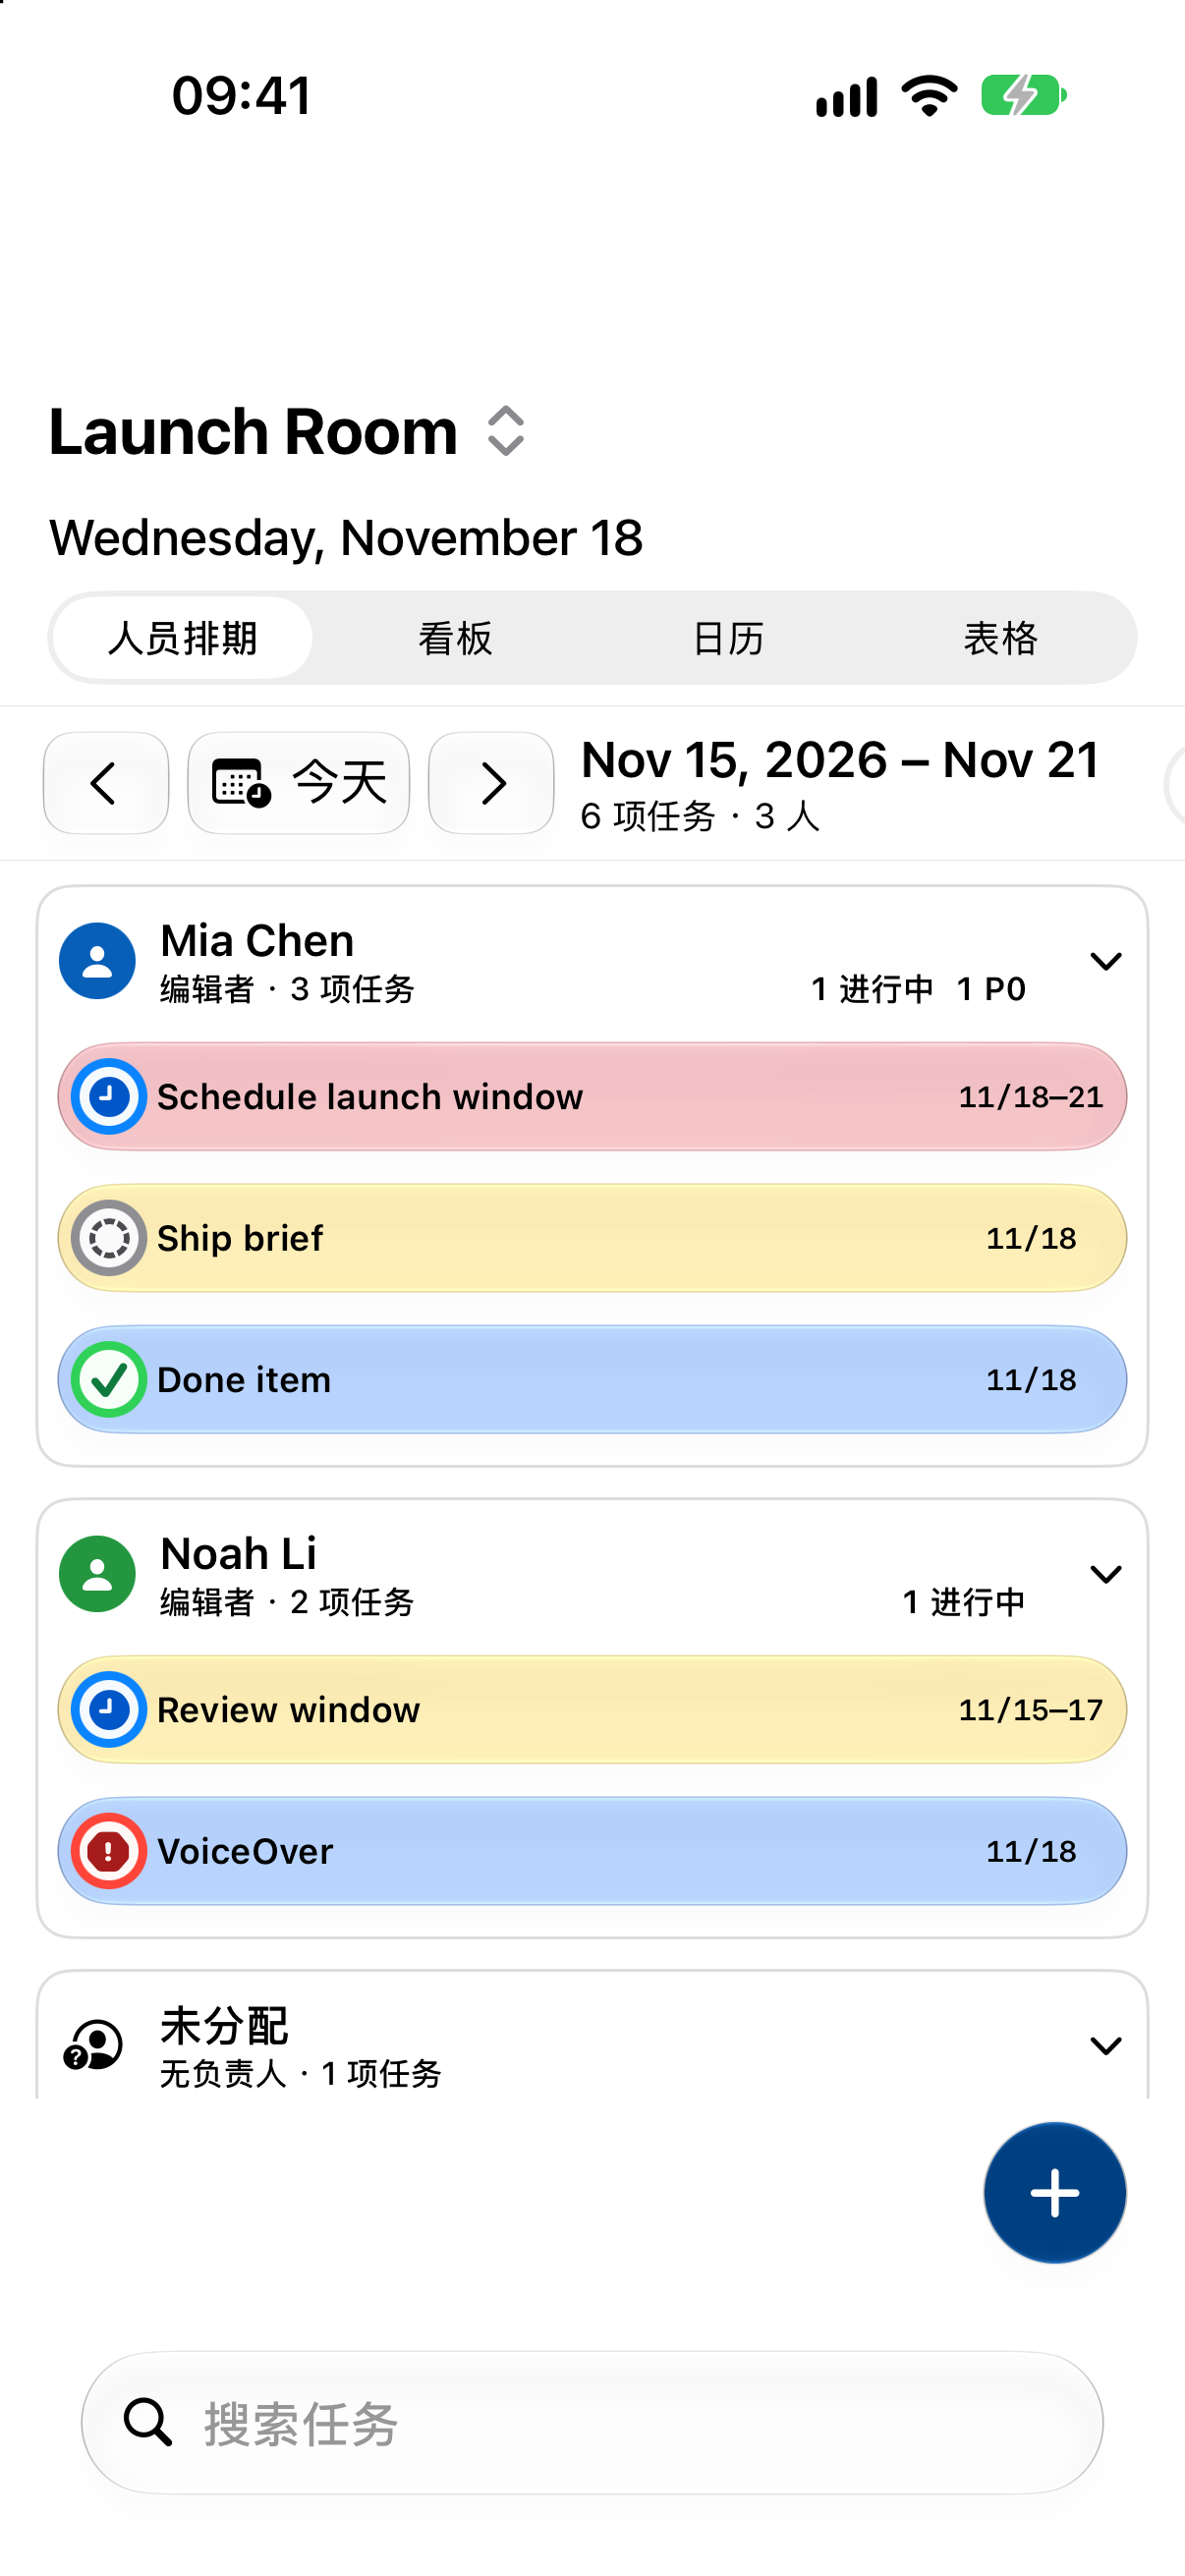 09:41
Launch Room
Wednesday, November 18
人员排期 看板 日历 表格
今天
Nov 15, 2026 – Nov 21
6 项任务 · 3 人
Mia Chen
编辑者 · 3 项任务 1 进行中 1 P0
Schedule launch window 11/18–21
Ship brief 11/18
Done item 11/18
Noah Li
编辑者 · 2 项任务 1 进行中
Review window 11/15–17
VoiceOver 11/18
未分配
无负责人 · 1 项任务
搜索任务